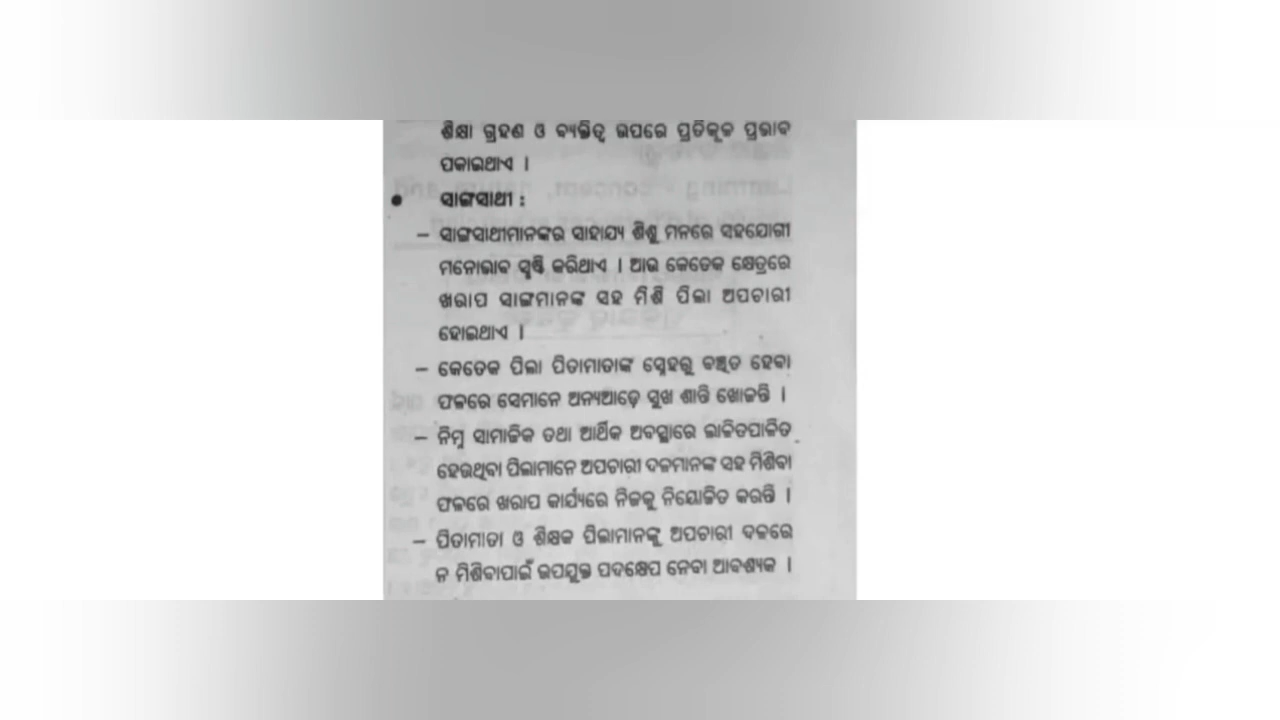 ଶିକ୍ଷା ଗ୍ରହଣ ଓ ବ୍ୟକ୍ତିତ୍ୱ ଉପରେ ପ୍ରତିକୂଳ ପ୍ରଭାବ
ପକାଇଥାଏ ।
● ସାଙ୍ଗସାଥୀ :
– ସାଙ୍ଗସାଥୀମାନଙ୍କର ସାହାଯ୍ୟ ଶିଶୁ ମନରେ ସହଯୋଗୀ
ମନୋଭାବ ସୃଷ୍ଟି କରିଥାଏ । ଆଉ କେତେକ କ୍ଷେତ୍ରରେ
ଖରାପ ସାଙ୍ଗମାନଙ୍କ ସହ ମିଶି ପିଲା ଅପଚାରୀ
ହୋଇଥାଏ ।
– କେତେକ ପିଲା ପିତାମାତାଙ୍କ ସ୍ନେହରୁ ବଞ୍ଚିତ ହେବା
ଫଳରେ ସେମାନେ ଅନ୍ୟଆଡ଼େ ସୁଖ ଶାନ୍ତି ଖୋଜନ୍ତି ।
– ନିମ୍ନ ସାମାଜିକ ତଥା ଆର୍ଥିକ ଅବସ୍ଥାରେ ଲାଳିତପାଳିତ
ହେଉଥିବା ପିଲାମାନେ ଅପଚାରୀ ଦଳମାନଙ୍କ ସହ ମିଶିବା
ଫଳରେ ଖରାପ କାର୍ଯ୍ୟରେ ନିଜକୁ ନିୟୋଜିତ କରନ୍ତି ।
– ପିତାମାତା ଓ ଶିକ୍ଷକ ପିଲାମାନଙ୍କୁ ଅପଚାରୀ ଦଳରେ
ନ ମିଶିବାପାଇଁ ଉପଯୁକ୍ତ ପଦକ୍ଷେପ ନେବା ଆବଶ୍ୟକ ।